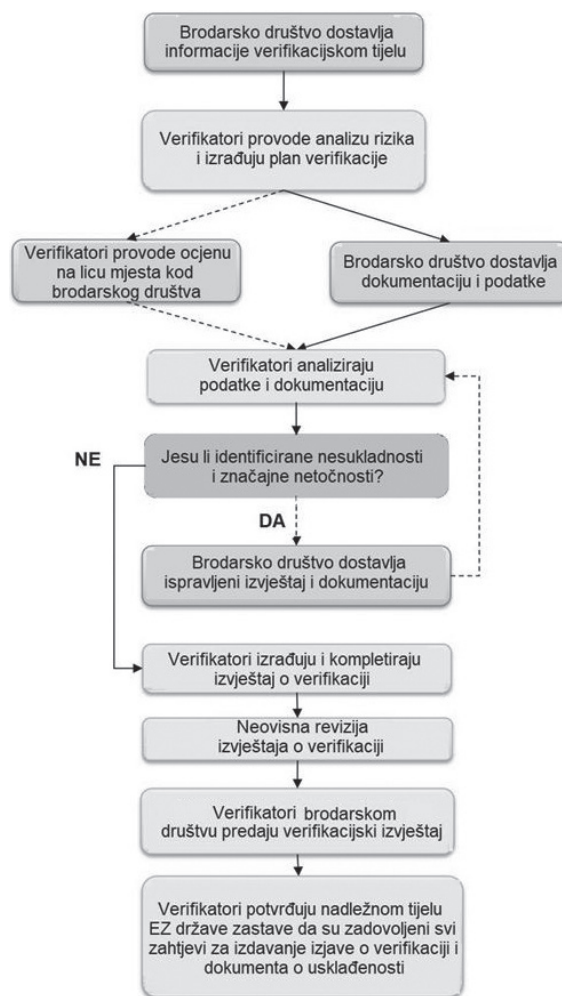 Brodarsko društvo dostavlja
informacije verifikacijskom tijelu
Verifikatori provode analizu rizika
i izrađuju plan verifikacije
Verifikatori provode ocjenu
na licu mjesta kod
brodarskog društva
Brodarsko društvo dostavlja
dokumentaciju i podatke
Verifikatori analiziraju
podatke i dokumentaciju
NE
Jesu li identificirane nesukladnosti
i značajne netočnosti?
DA
Brodarsko društvo dostavlja
ispravljeni izvještaj i dokumentaciju
Verifikatori izrađuju i kompletiraju
izvještaj o verifikaciji
Neovisna revizija
izvještaja o verifikaciji
Verifikatori brodarskom
društvu predaju verifikacijski izvještaj
Verifikatori potvrđuju nadležnom tijelu
EZ države zastave da su zadovoljeni svi
zahtjevi za izdavanje izjave o verifikaciji i
dokumenta o usklađenosti